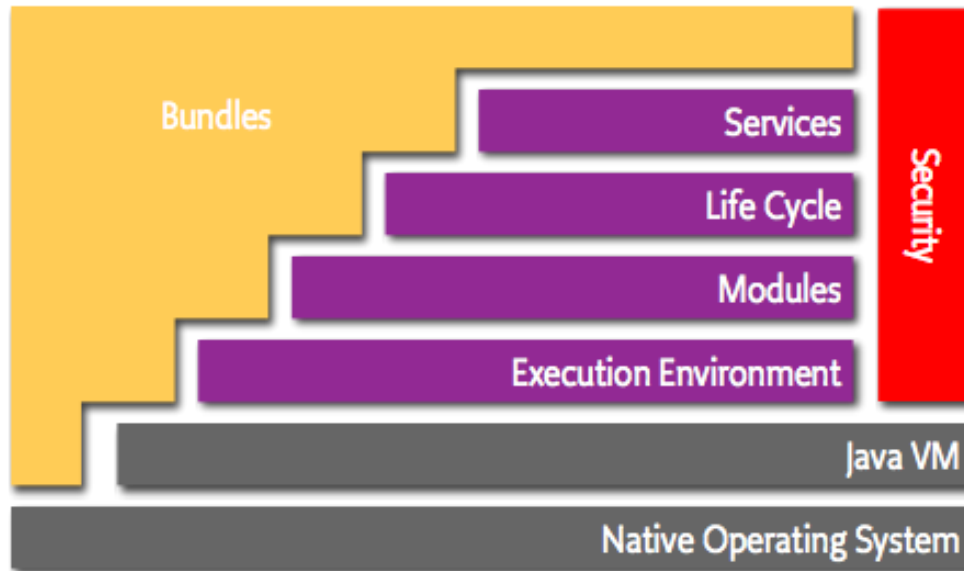 Bundles
Services
Life Cycle
Modules
Execution Environment
Security
Java VM
Native Operating System